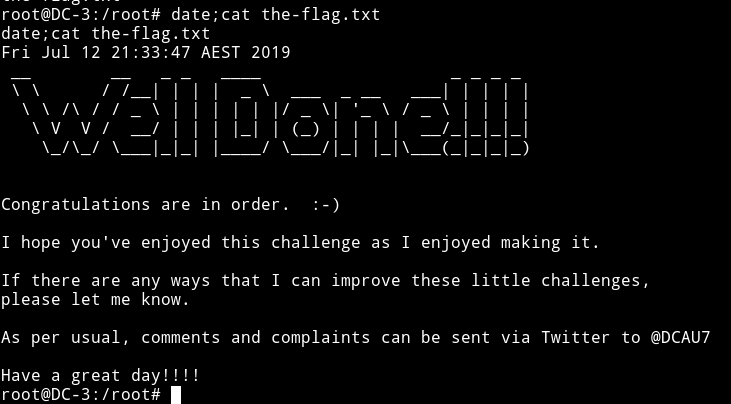 root@DC-3:/root# date;cat the-flag.txt
date;cat the-flag.txt
Fri Jul 12 21:33:47 AEST 2019
Well Done!!!!
Congratulations are in order.  :-)
I hope you've enjoyed this challenge as I enjoyed making it.
If there are any ways that I can improve these little challenges,
please let me know.
As per usual, comments and complaints can be sent via Twitter to @DCAU7
Have a great day!!!!
root@DC-3:/root#